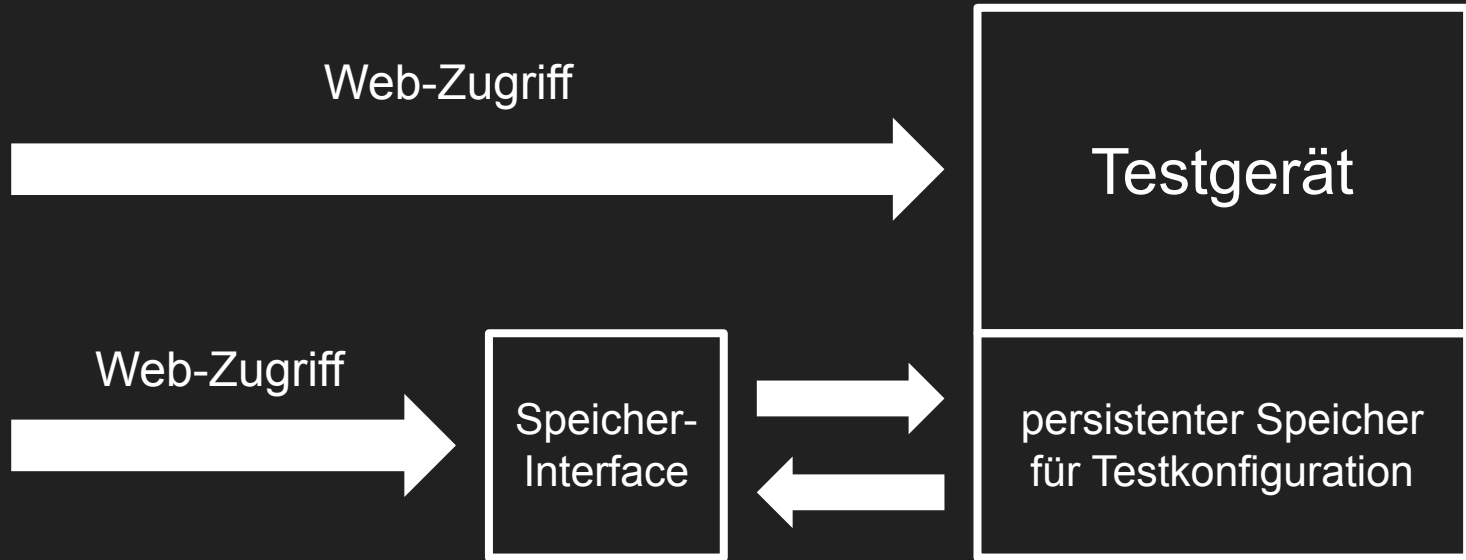 Web-Zugriff
Testgerät
Web-Zugriff
Speicher-
Interface
persistenter Speicher
für Testkonfiguration